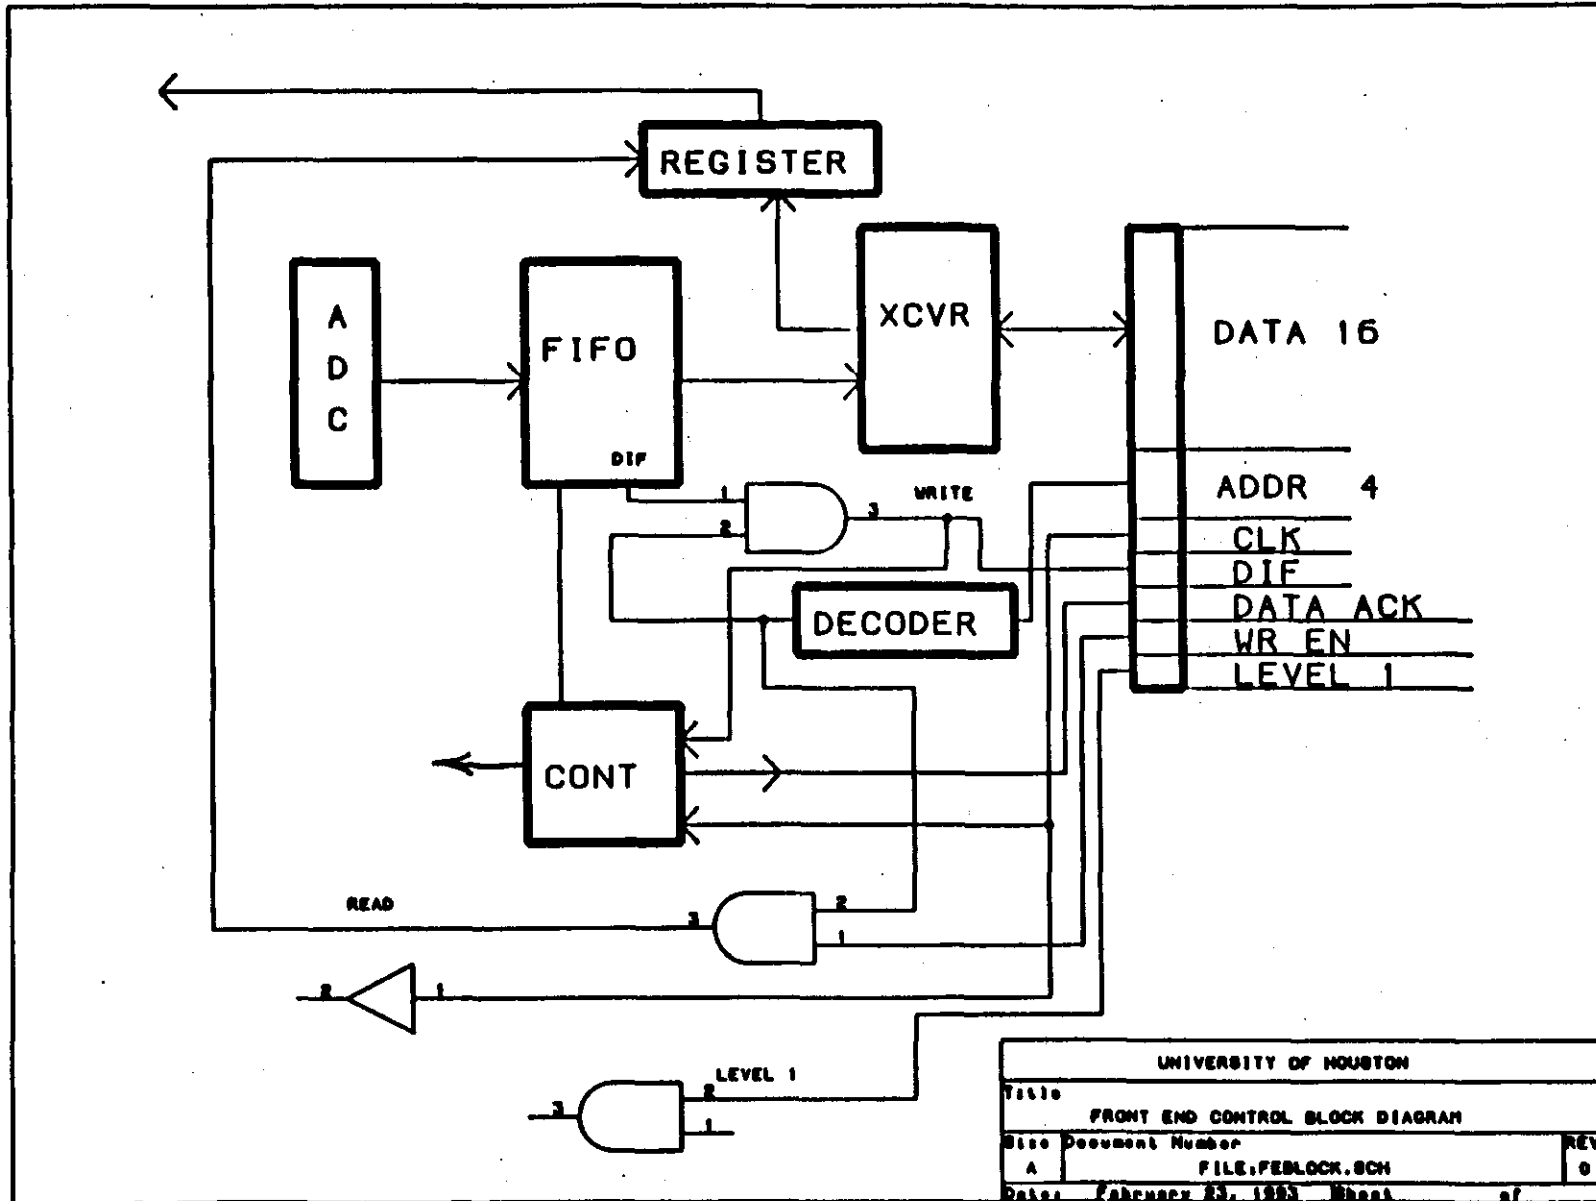 REGISTER
A
D
C
FIFO
DIF
XCVR
DATA 16
ADDR 4
CLK
DIF
DATA ACK
WR EN
LEVEL 1
1
2
3
WRITE
DECODER
CONT
READ
3
2
1
2
1
LEVEL 1
3
2
1
UNIVERSITY OF HOUSTON
Title
FRONT END CONTROL BLOCK DIAGRAM
Size Document Number REV
A FILE:FEBLOCK.SCH 0
Date: February 23, 1993 Sheet of